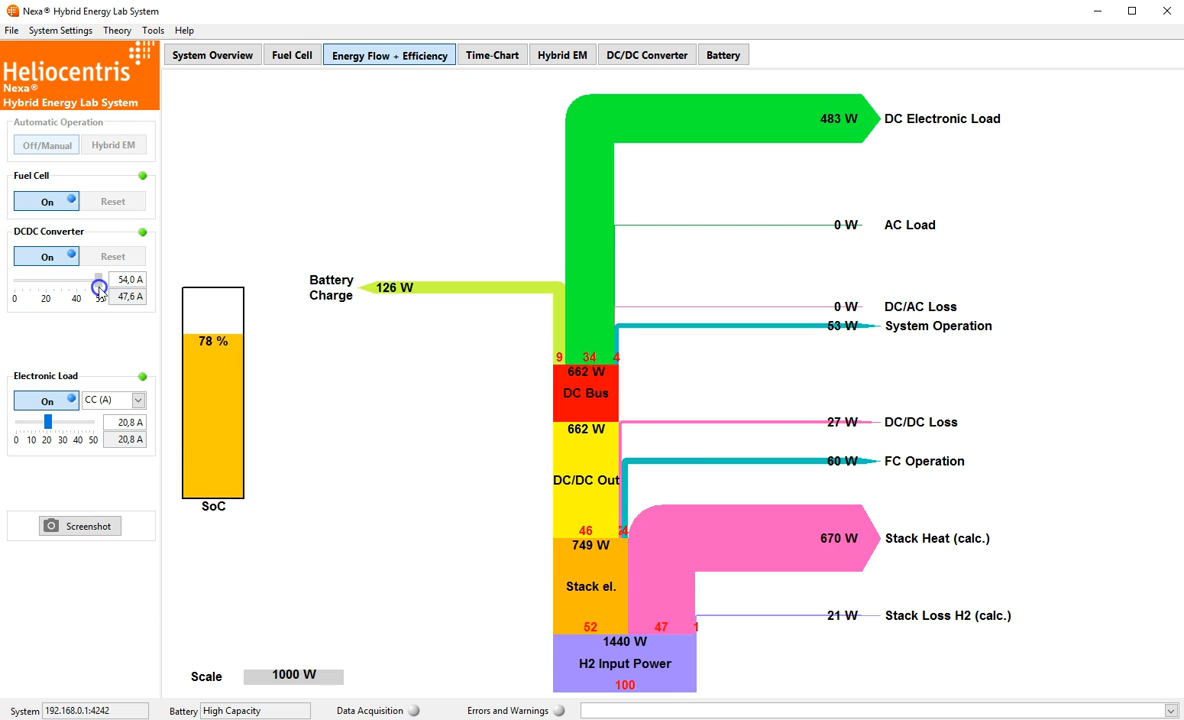 Nexa® Hybrid Energy Lab System
File System Settings Theory Tools Help
Heliocentris
Nexa®
Hybrid Energy Lab System
System Overview Fuel Cell Energy Flow + Efficiency Time-Chart Hybrid EM DC/DC Converter Battery
Automatic Operation
Off/Manual Hybrid EM
Fuel Cell
On Reset
DCDC Converter
On Reset
54,0 A
0 20 40
47,6 A
Electronic Load
On CC (A)
20,8 A
0 10 20 30 40 50
20,8 A
Screenshot
78 %
SoC
Battery
Charge
126 W
483 W DC Electronic Load
0 W AC Load
0 W DC/AC Loss
53 W System Operation
9 34 4
662 W
DC Bus
662 W
27 W DC/DC Loss
60 W FC Operation
DC/DC Out
46 4
749 W
670 W Stack Heat (calc.)
Stack el.
21 W Stack Loss H2 (calc.)
52 47 1
1440 W
H2 Input Power
100
Scale 1000 W
System 192.168.0.1:4242 Battery High Capacity Data Acquisition Errors and Warnings